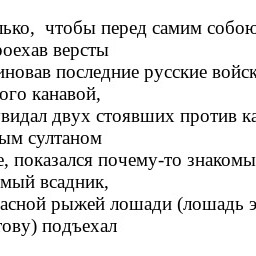 лько, чтобы перед самим собою
роехав версты
иновав последние русские войск
ого канавой,
видал двух стоявших против ка
ым султаном
е, показался почему-то знакомы
мый всадник,
асной рыжей лошади (лошадь э
тову) подъехал